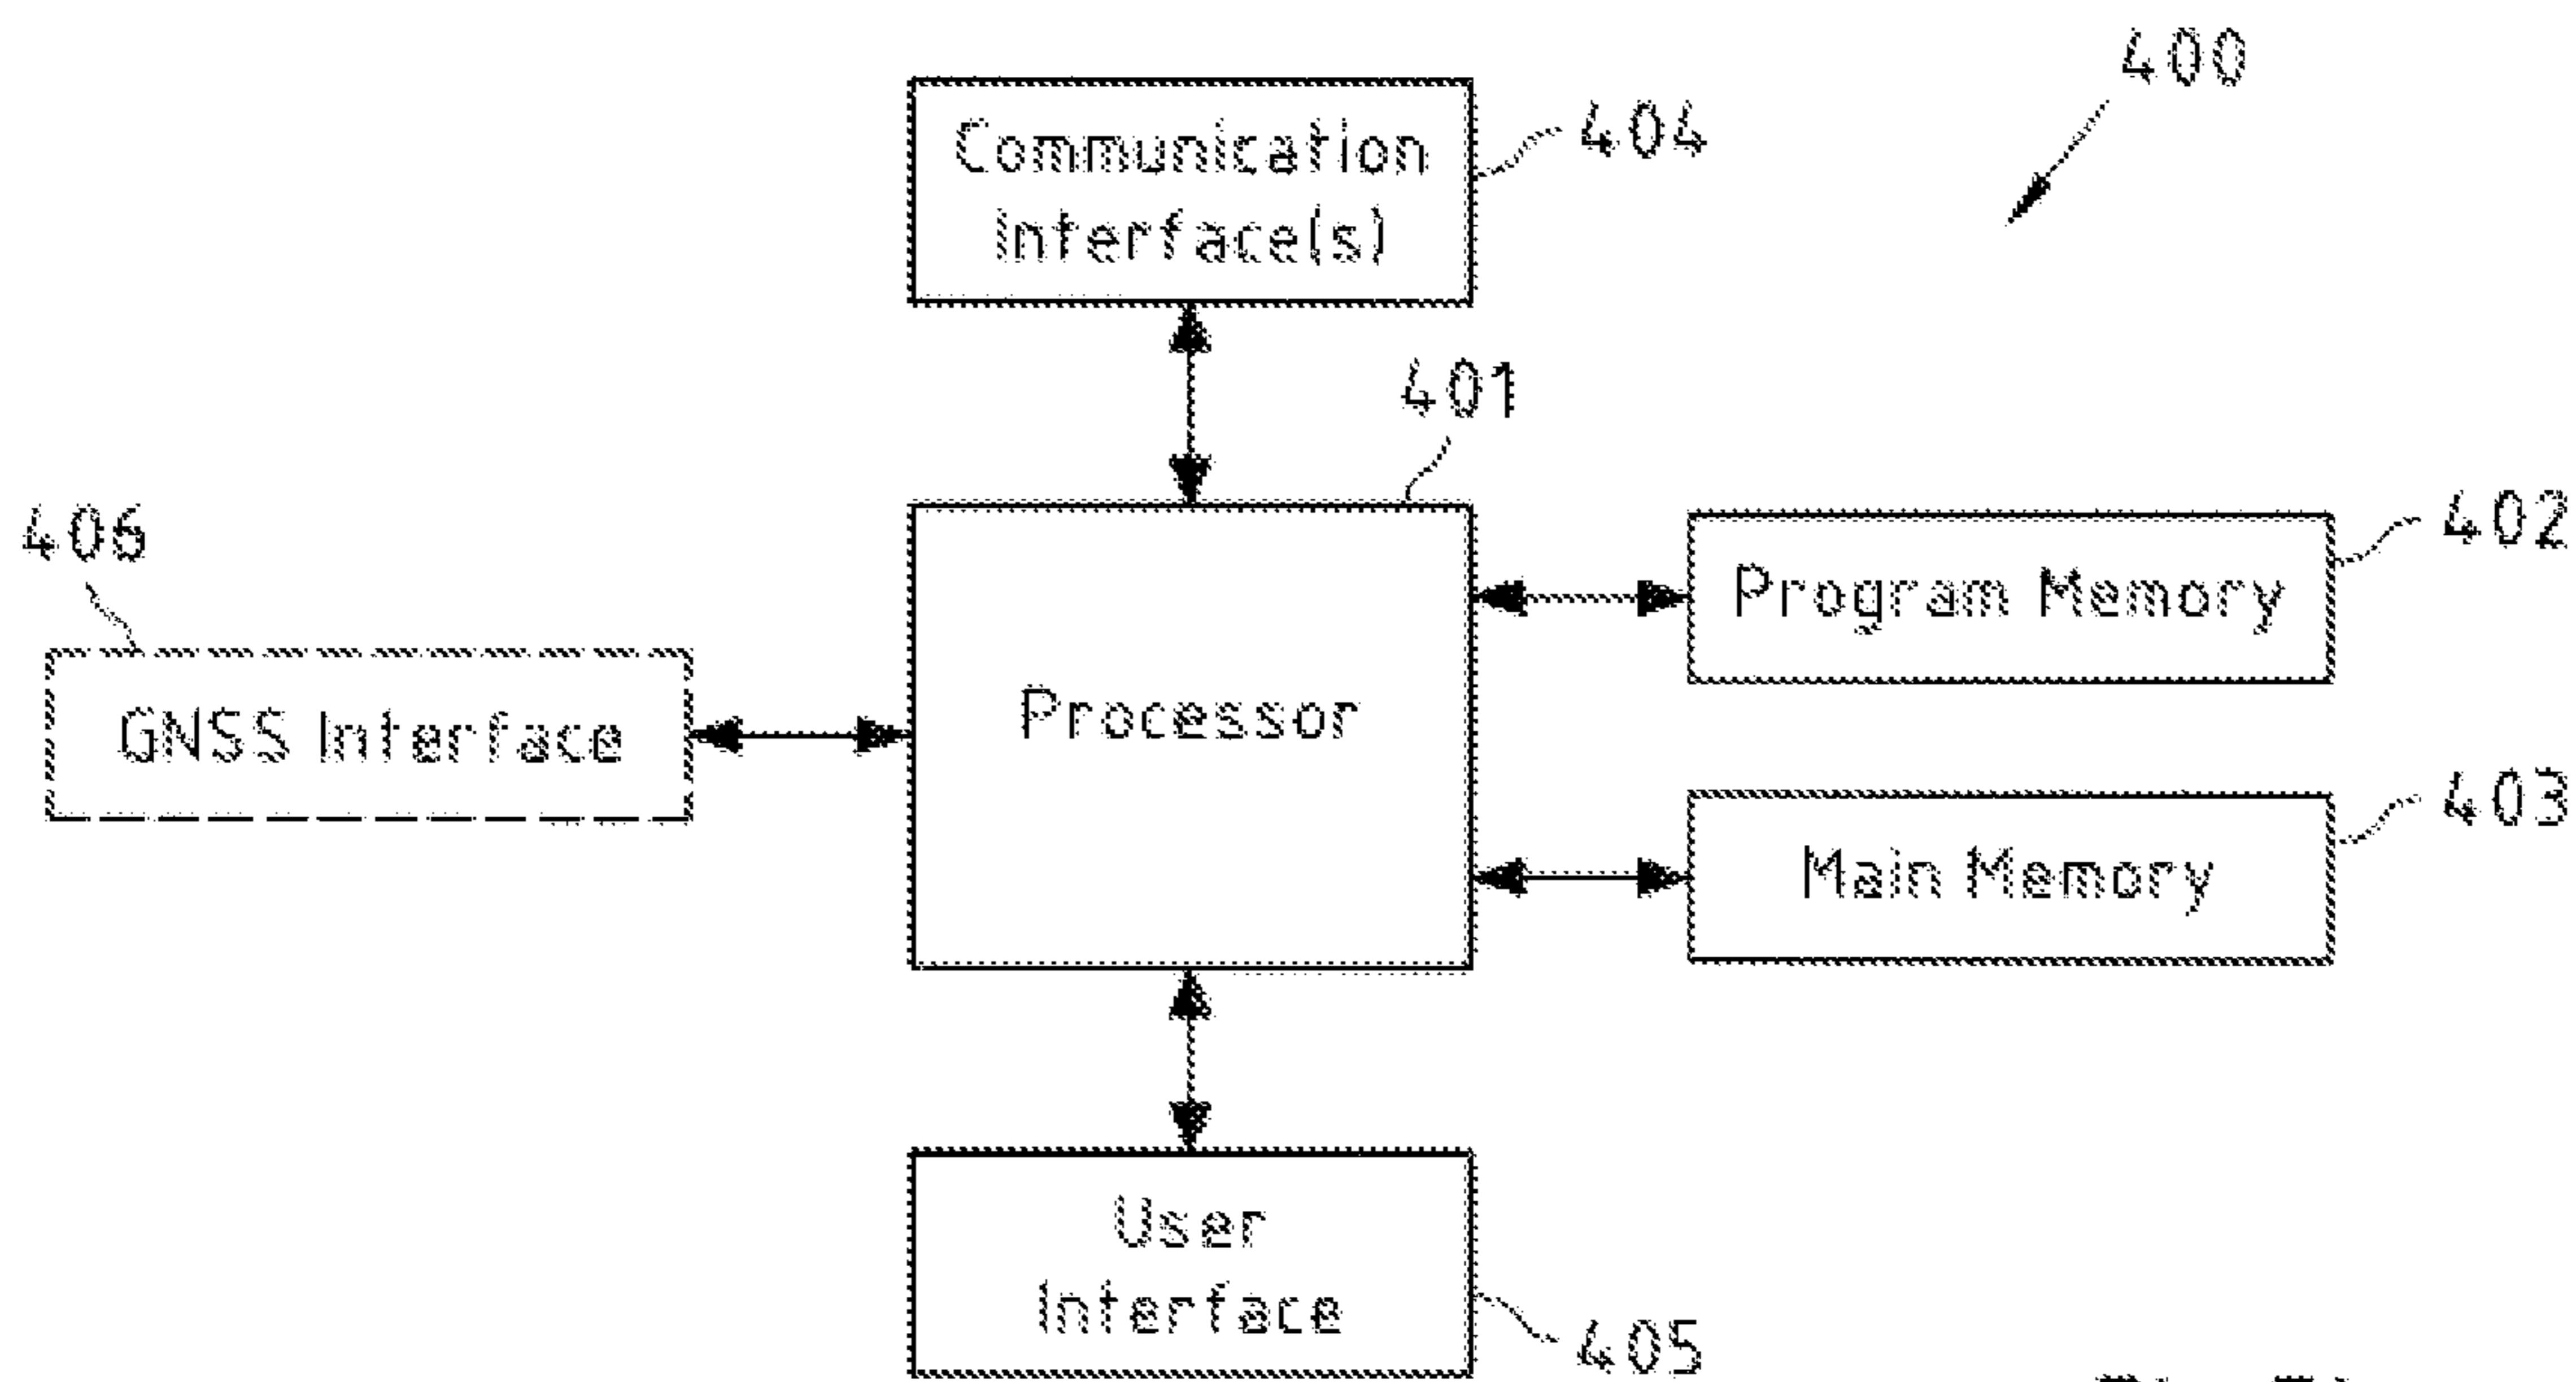 400
Communication
Interface(s)
404
401
406
402
Program Memory
GNSS Interface
Processor
403
Main Memory
User
Interface
405